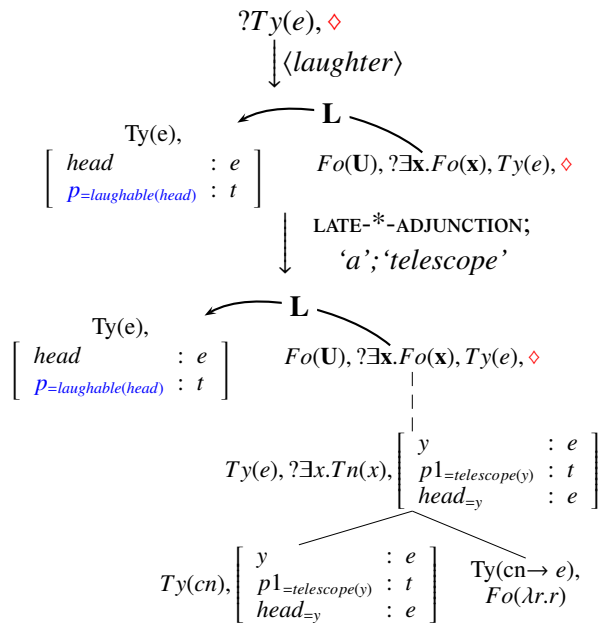 ?Ty(e), ◇
⟨laughter⟩
L
Ty(e),
[ head : e
p=laughable(head) : t ]
Fo(U), ?∃x.Fo(x), Ty(e), ◇
LATE-*-ADJUNCTION;
‘a’;‘telescope’
L
Ty(e),
[ head : e
p=laughable(head) : t ]
Fo(U), ?∃x.Fo(x), Ty(e), ◇
Ty(e), ?∃x.Tn(x), [ y : e
p1=telescope(y) : t
head=y : e ]
Ty(cn), [ y : e
p1=telescope(y) : t
head=y : e ]
Ty(cn→ e),
Fo(λr.r)